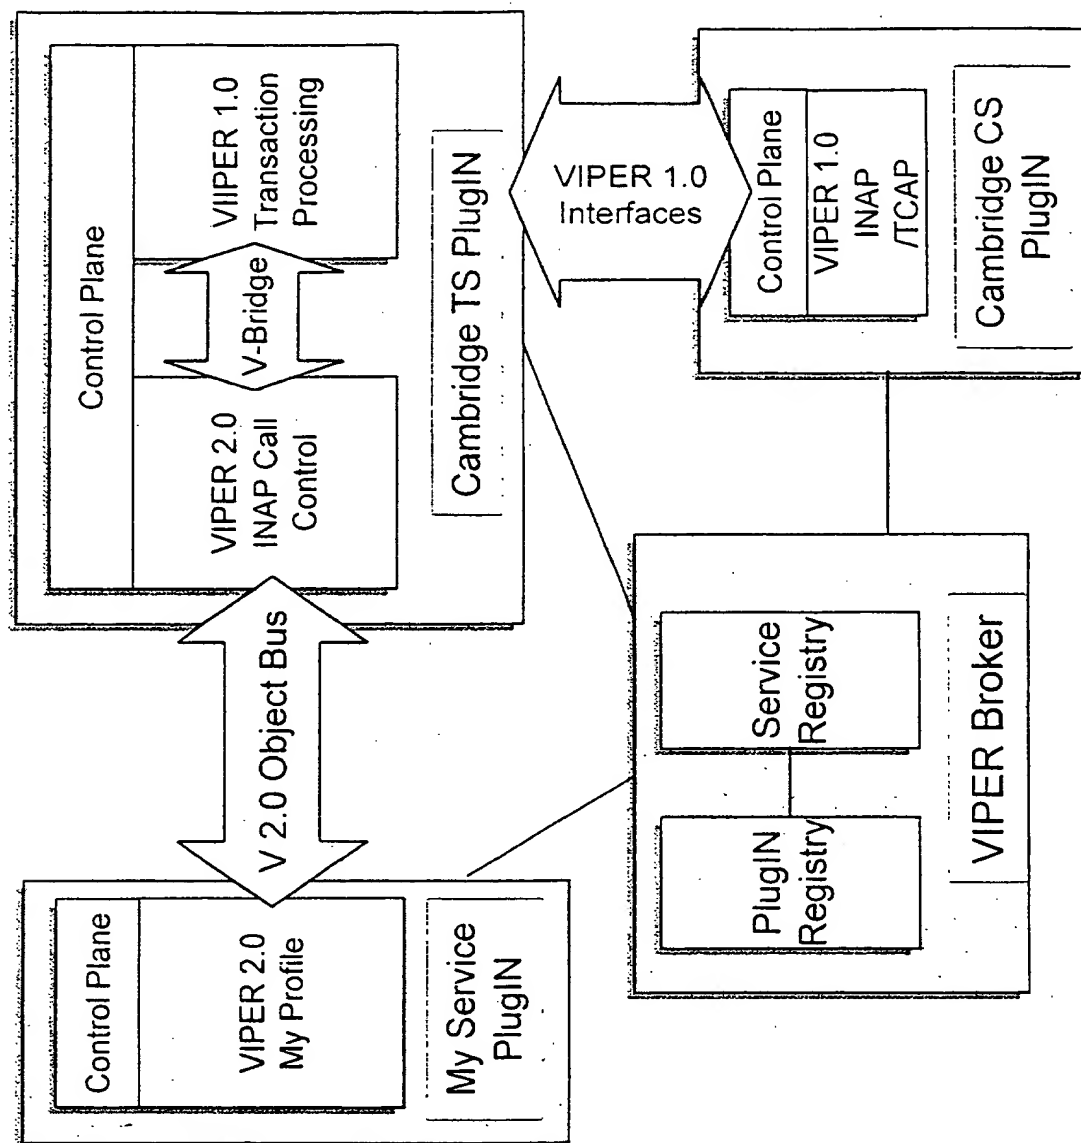 Control Plane
VIPER 2.0
My Profile
My Service
PlugIN
V 2.0 Object Bus
Control Plane
VIPER 2.0
INAP Call
Control
V-Bridge
VIPER 1.0
Transaction
Processing
Cambridge TS PlugIN
VIPER 1.0
Interfaces
Control Plane
VIPER 1.0
INAP
/TCAP
Cambridge CS
PlugIN
PlugIN
Registry
Service
Registry
VIPER Broker